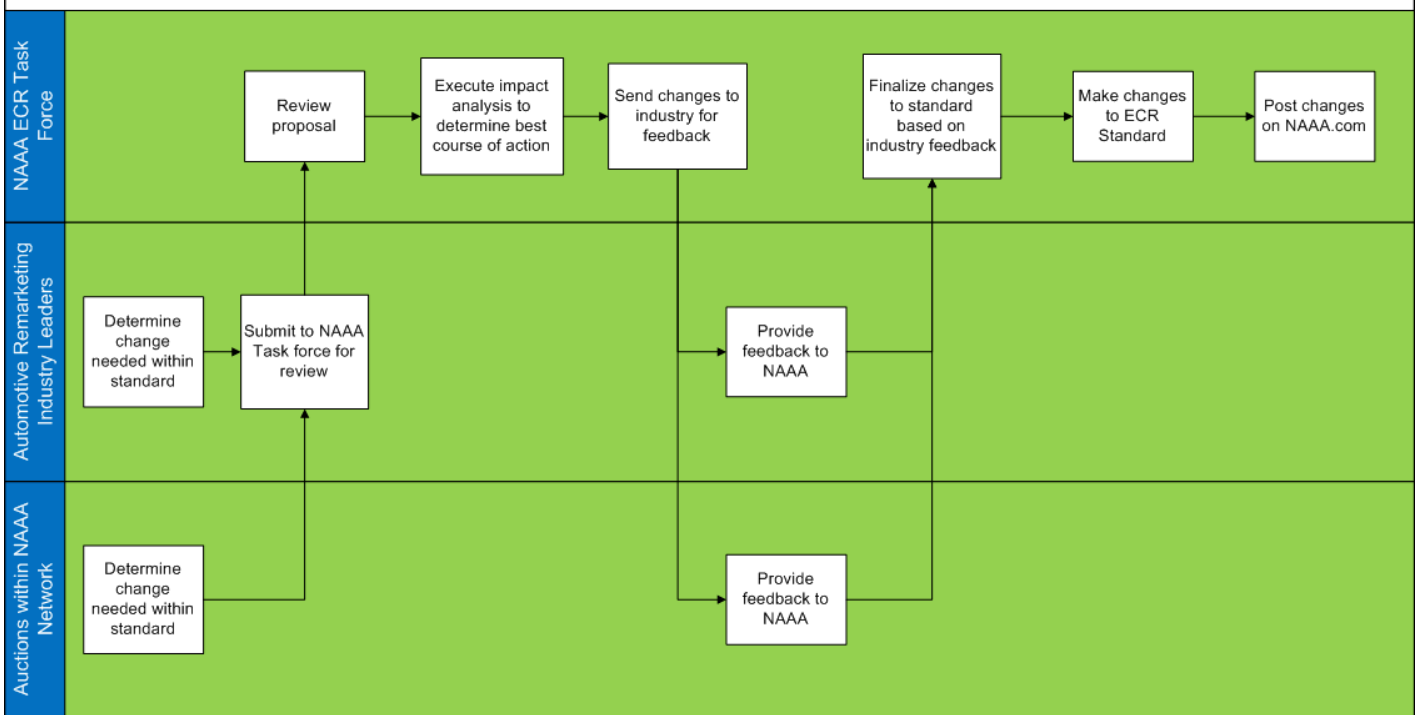 NAAA ECR Task
Force
Review
proposal
Execute impact
analysis to
determine best
course of action
Send changes to
industry for
feedback
Finalize changes
to standard
based on
industry feedback
Make changes
to ECR
Standard
Post changes
on NAAA.com
Automotive Remarketing
Industry Leaders
Determine
change
needed within
standard
Submit to NAAA
Task force for
review
Provide
feedback to
NAAA
Auctions within NAAA
Network
Determine
change
needed within
standard
Provide
feedback to
NAAA